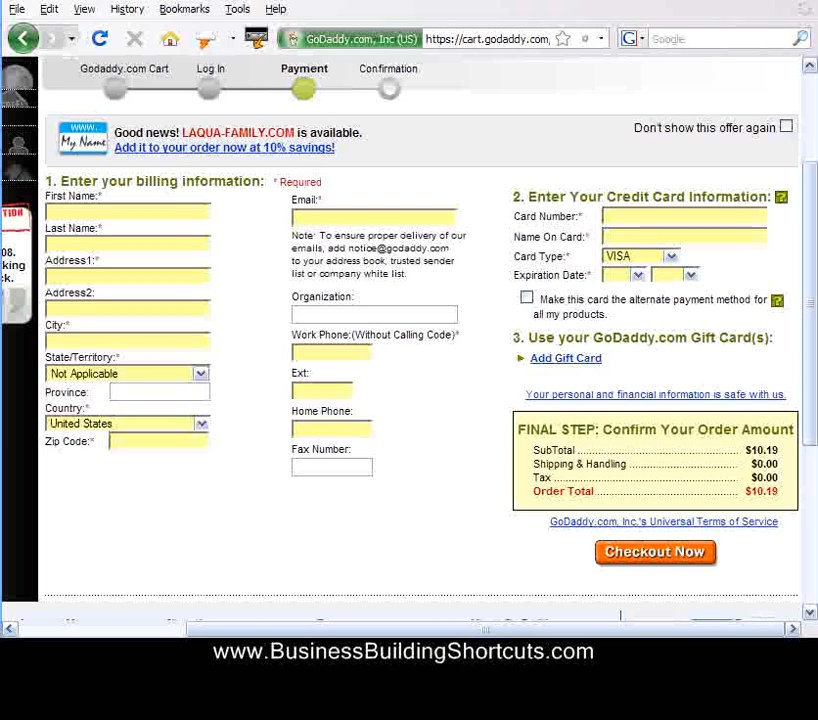 File Edit View History Bookmarks Tools Help
GoDaddy.com, Inc (US) https://cart.godaddy.com, G Google
Godaddy.com Cart Log In Payment Confirmation
www.
My Name
Good news! LAQUA-FAMILY.COM is available.
Add it to your order now at 10% savings!
Don't show this offer again
1. Enter your billing information: * Required
First Name:*
Last Name:*
Address1:*
Address2:
City:*
State/Territory:*
Not Applicable
Province:
Country:*
United States
Zip Code:*
Email:*
Note: To ensure proper delivery of our
emails, add notice@godaddy.com
to your address book, trusted sender
list or company white list.
Organization:
Work Phone:(Without Calling Code)*
Ext:
Home Phone:
Fax Number:
2. Enter Your Credit Card Information: ?
Card Number:*
Name On Card:*
Card Type:* VISA
Expiration Date:*
Make this card the alternate payment method for ?
all my products.
3. Use your GoDaddy.com Gift Card(s):
Add Gift Card
Your personal and financial information is safe with us.
FINAL STEP: Confirm Your Order Amount
SubTotal $10.19
Shipping & Handling $0.00
Tax $0.00
Order Total $10.19
GoDaddy.com, Inc.'s Universal Terms of Service
Checkout Now
TION
08.
king
ck.
www.BusinessBuildingShortcuts.com